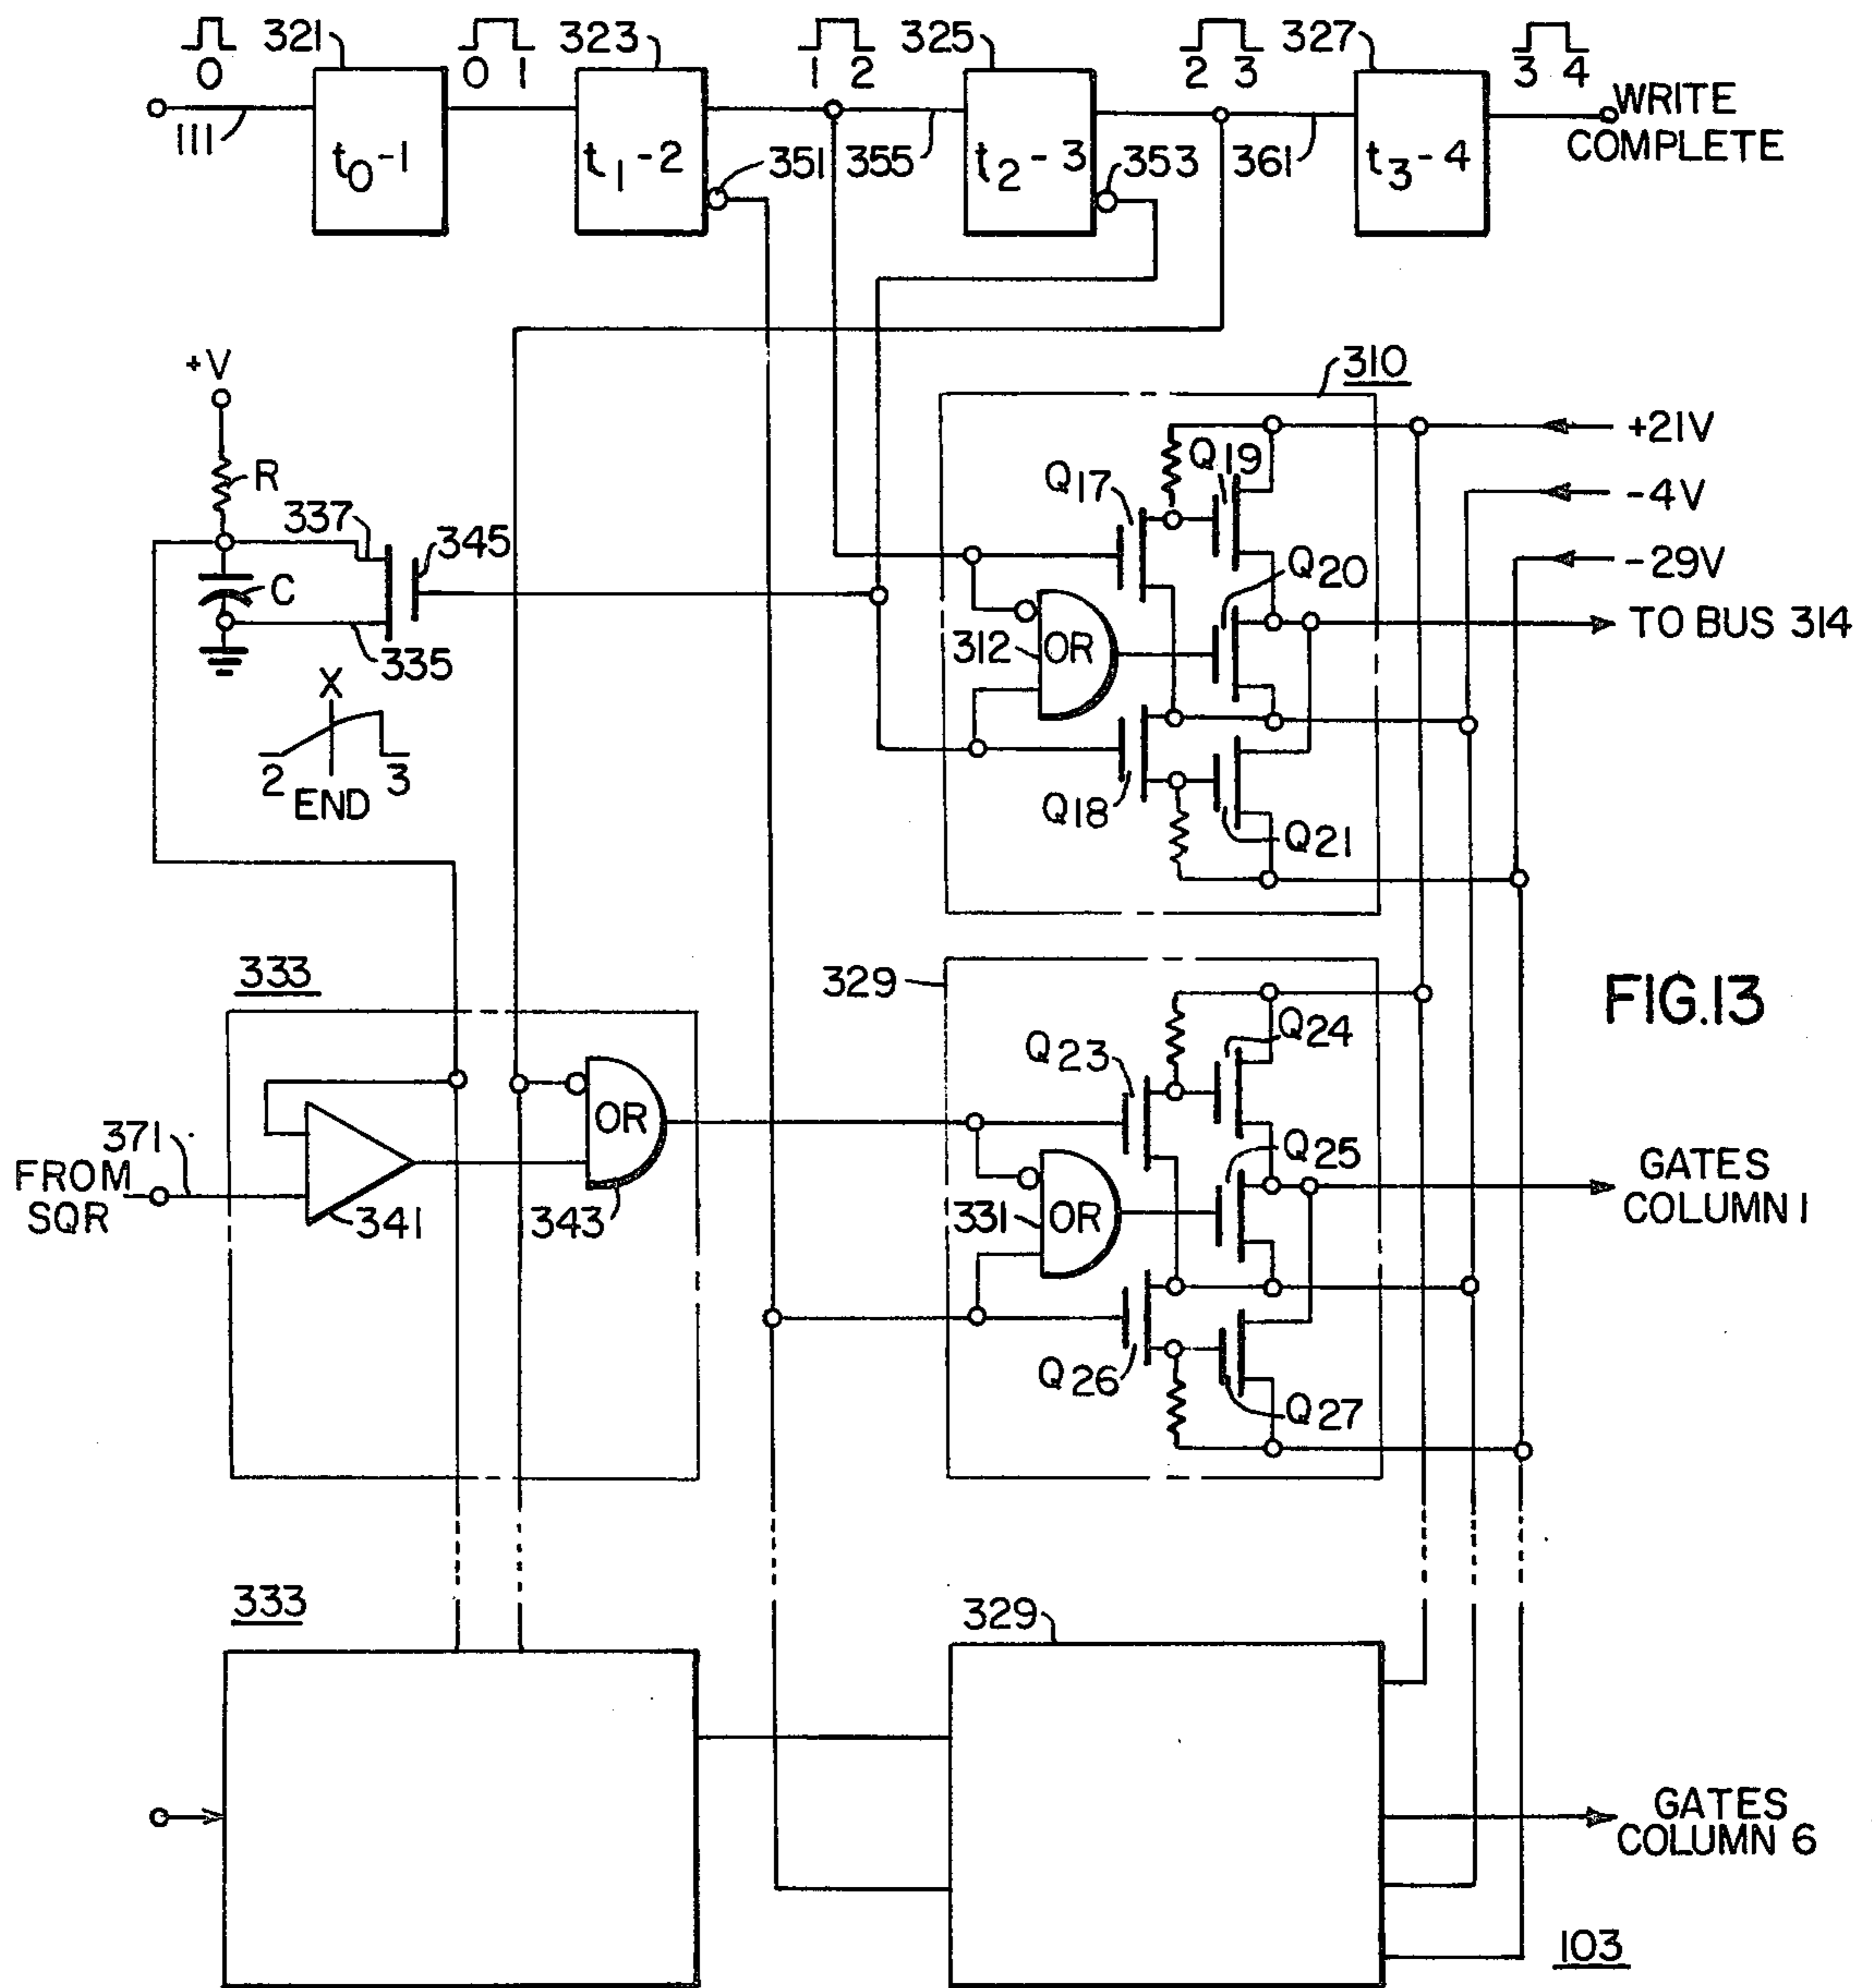 0
321
0 1
323
1 2
325
2 3
327
3 4
111
t0-1
t1-2
351
355
t2-3
353
361
t3-4
WRITE
COMPLETE
+V
R
337
345
C
335
X
2
3
END
310
+21V
-4V
-29V
TO BUS 314
Q17
Q19
Q20
312
OR
Q18
Q21
333
329
FIG.13
371
FROM
SQR
341
OR
343
Q23
Q24
Q25
331
OR
Q26
Q27
GATES
COLUMN 1
333
329
GATES
COLUMN 6
103